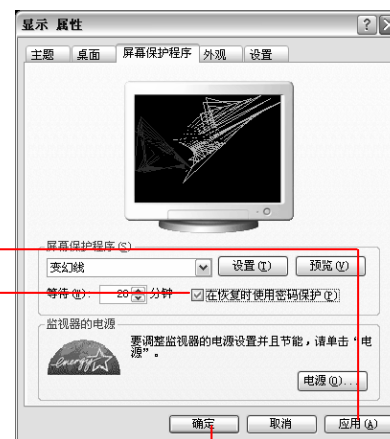 显示 属性
主题 桌面 屏幕保护程序 外观 设置
屏幕保护程序(S)
变幻线 设置(T) 预览(V)
等待(W): 20 分钟 在恢复时使用密码保护(P)
监视器的电源
要调整监视器的电源设置并且节能，请单击“电
源”。
energy
电源(O)...
确定 取消 应用(A)